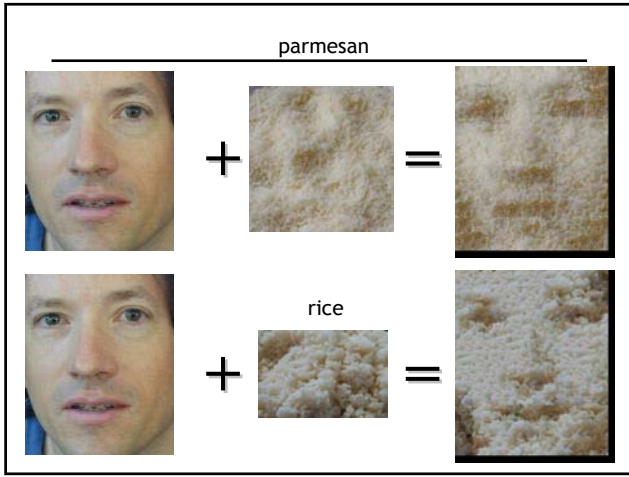 parmesan
+ =
rice
+ =